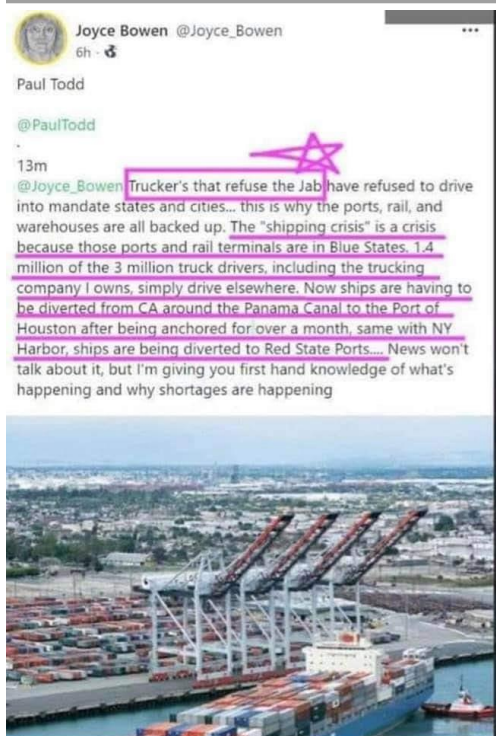 Joyce Bowen @Joyce_Bowen
6h ·
Paul Todd
@PaulTodd
.
13m
@Joyce_Bowen Trucker's that refuse the Jab have refused to drive
into mandate states and cities... this is why the ports, rail, and
warehouses are all backed up. The "shipping crisis" is a crisis
because those ports and rail terminals are in Blue States. 1.4
million of the 3 million truck drivers, including the trucking
company I owns, simply drive elsewhere. Now ships are having to
be diverted from CA around the Panama Canal to the Port of
Houston after being anchored for over a month, same with NY
Harbor, ships are being diverted to Red State Ports.... News won't
talk about it, but I'm giving you first hand knowledge of what's
happening and why shortages are happening